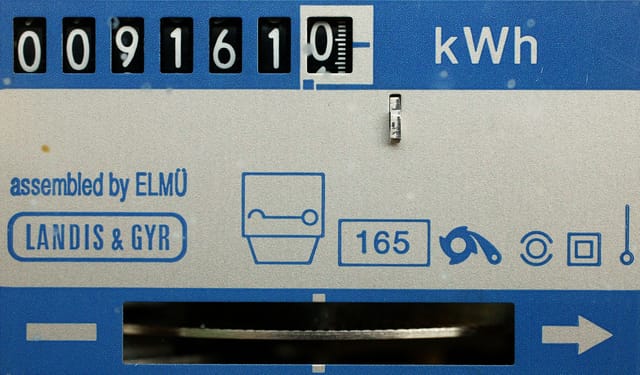 0091610 kWh
assembled by ELMÜ
LANDIS & GYR
165